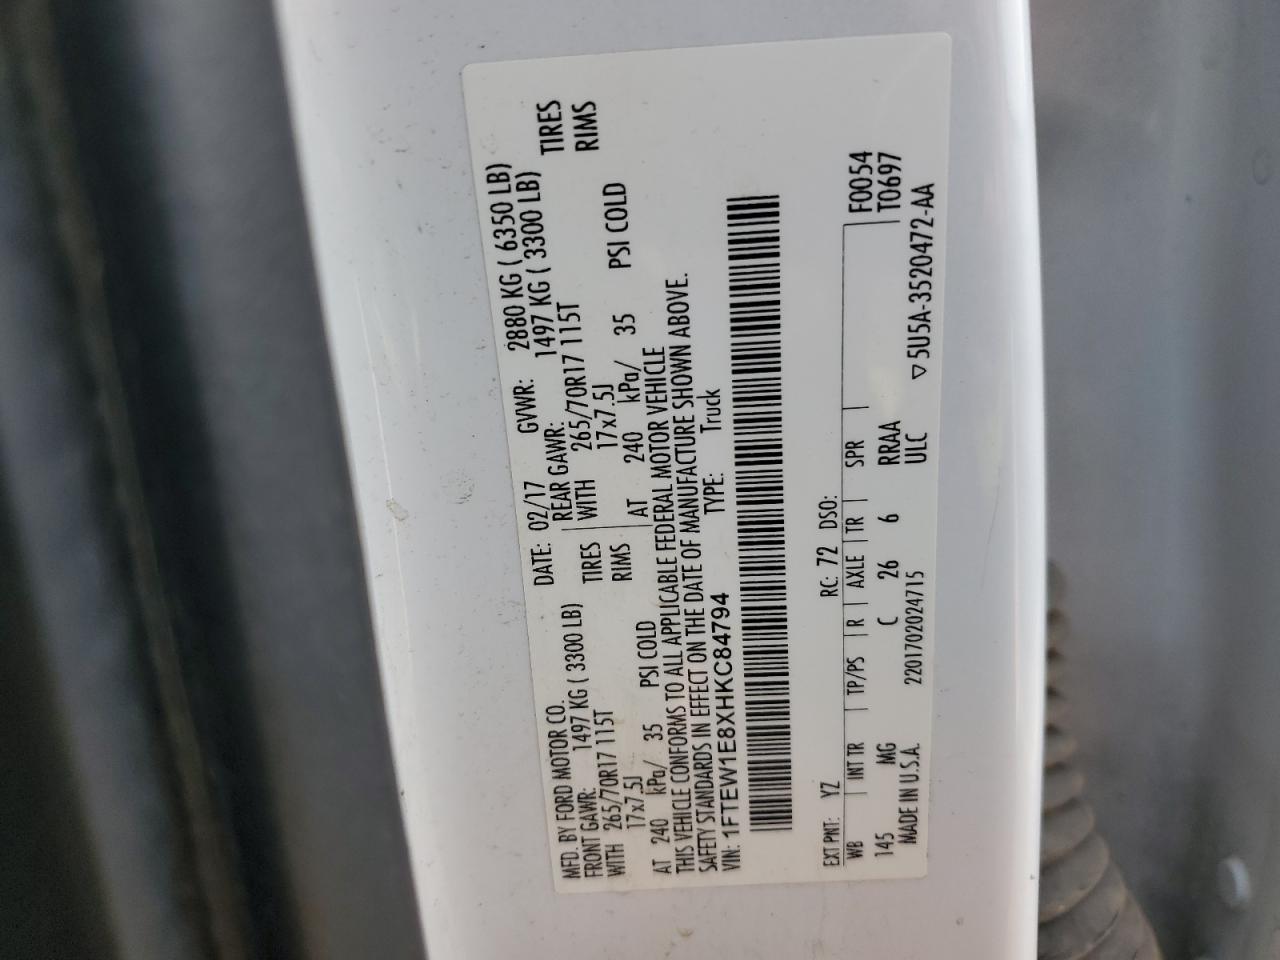 MFD. BY FORD MOTOR CO. DATE: 02/17 GVWR: 2880 KG ( 6350 LB)
FRONT GAWR: 1497 KG ( 3300 LB) REAR GAWR: 1497 KG ( 3300 LB)
WITH 265/70R17 115T TIRES WITH 265/70R17 115T TIRES
17x7.5J RIMS 17x7.5J RIMS
AT 240 kPa/ 35 PSI COLD AT 240 kPa/ 35 PSI COLD
THIS VEHICLE CONFORMS TO ALL APPLICABLE FEDERAL MOTOR VEHICLE
SAFETY STANDARDS IN EFFECT ON THE DATE OF MANUFACTURE SHOWN ABOVE.
VIN: 1FTEW1E8XHKC84794 TYPE: Truck
EXT PNT: YZ RC: 72 DSO:
WB INT TR TP/PS R AXLE TR SPR F0054
145 MG C 26 6 RRAA T0697
MADE IN U.S.A. 2201702024715 ULC ▽5U5A-3520472-AA